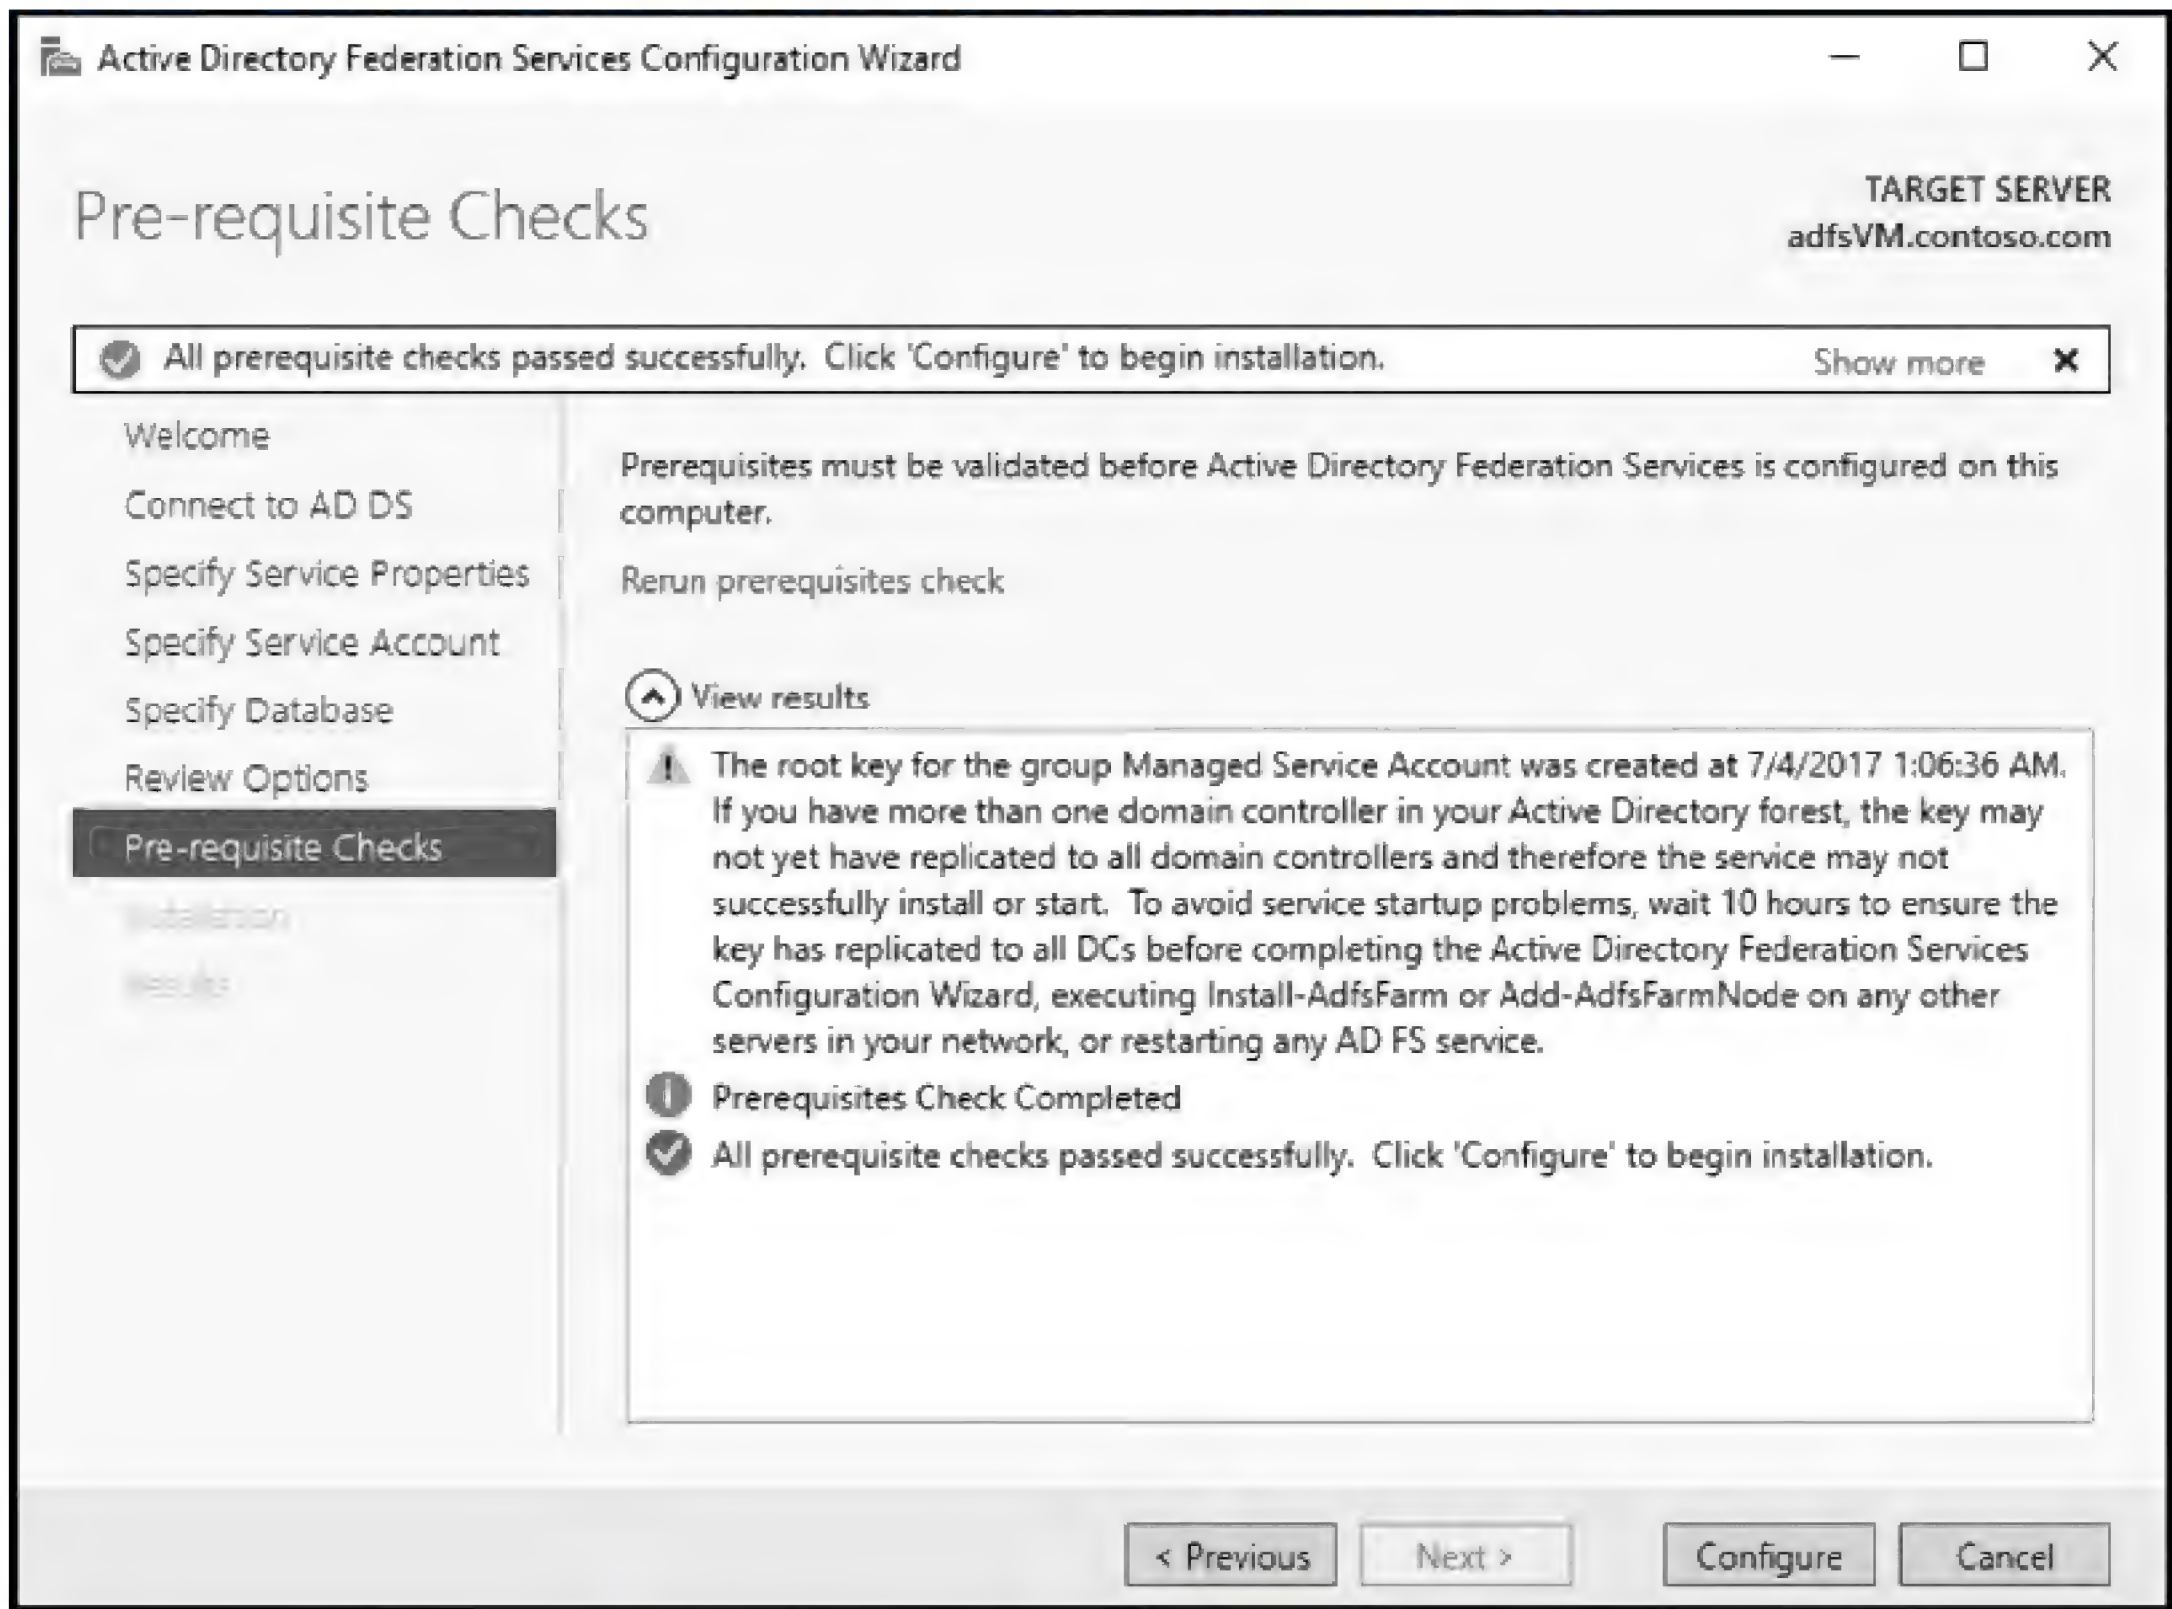 Active Directory Federation Services Configuration Wizard
Pre-requisite Checks
TARGET SERVER
adfsVM.contoso.com
All prerequisite checks passed successfully. Click 'Configure' to begin installation.
Show more
Welcome
Connect to AD DS
Specify Service Properties
Specify Service Account
Specify Database
Review Options
Pre-requisite Checks
Installation
Results
Prerequisites must be validated before Active Directory Federation Services is configured on this
computer.
Rerun prerequisites check
View results
The root key for the group Managed Service Account was created at 7/4/2017 1:06:36 AM.
If you have more than one domain controller in your Active Directory forest, the key may
not yet have replicated to all domain controllers and therefore the service may not
successfully install or start. To avoid service startup problems, wait 10 hours to ensure the
key has replicated to all DCs before completing the Active Directory Federation Services
Configuration Wizard, executing Install-AdfsFarm or Add-AdfsFarmNode on any other
servers in your network, or restarting any AD FS service.
Prerequisites Check Completed
All prerequisite checks passed successfully. Click 'Configure' to begin installation.
< Previous
Next >
Configure
Cancel